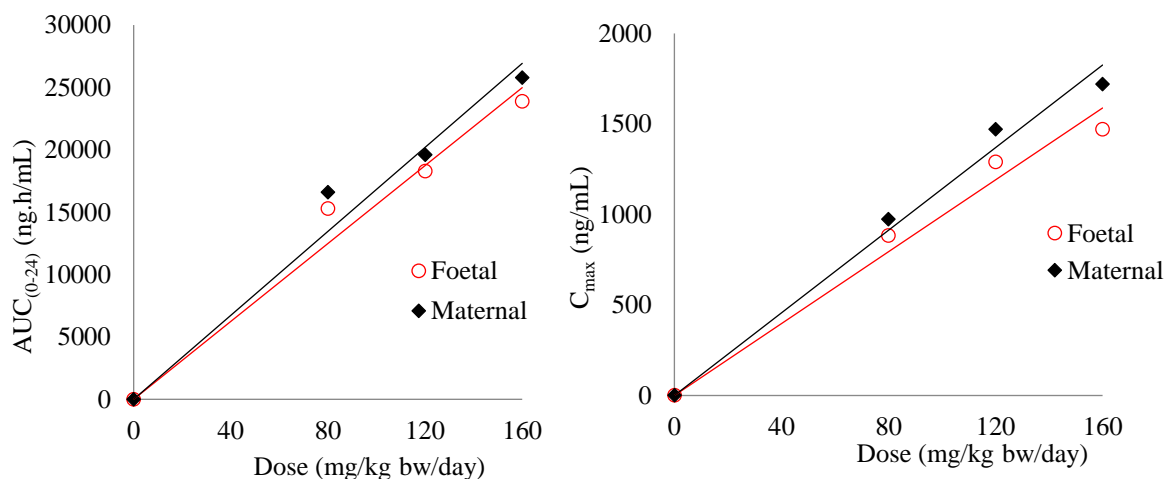 30000
25000
20000
15000
10000
5000
0
AUC(0-24) (ng.h/mL)
0 40 80 120 160
Dose (mg/kg bw/day)
Foetal
Maternal
2000
1500
1000
500
0
Cmax (ng/mL)
0 40 80 120 160
Dose (mg/kg bw/day)
Foetal
Maternal